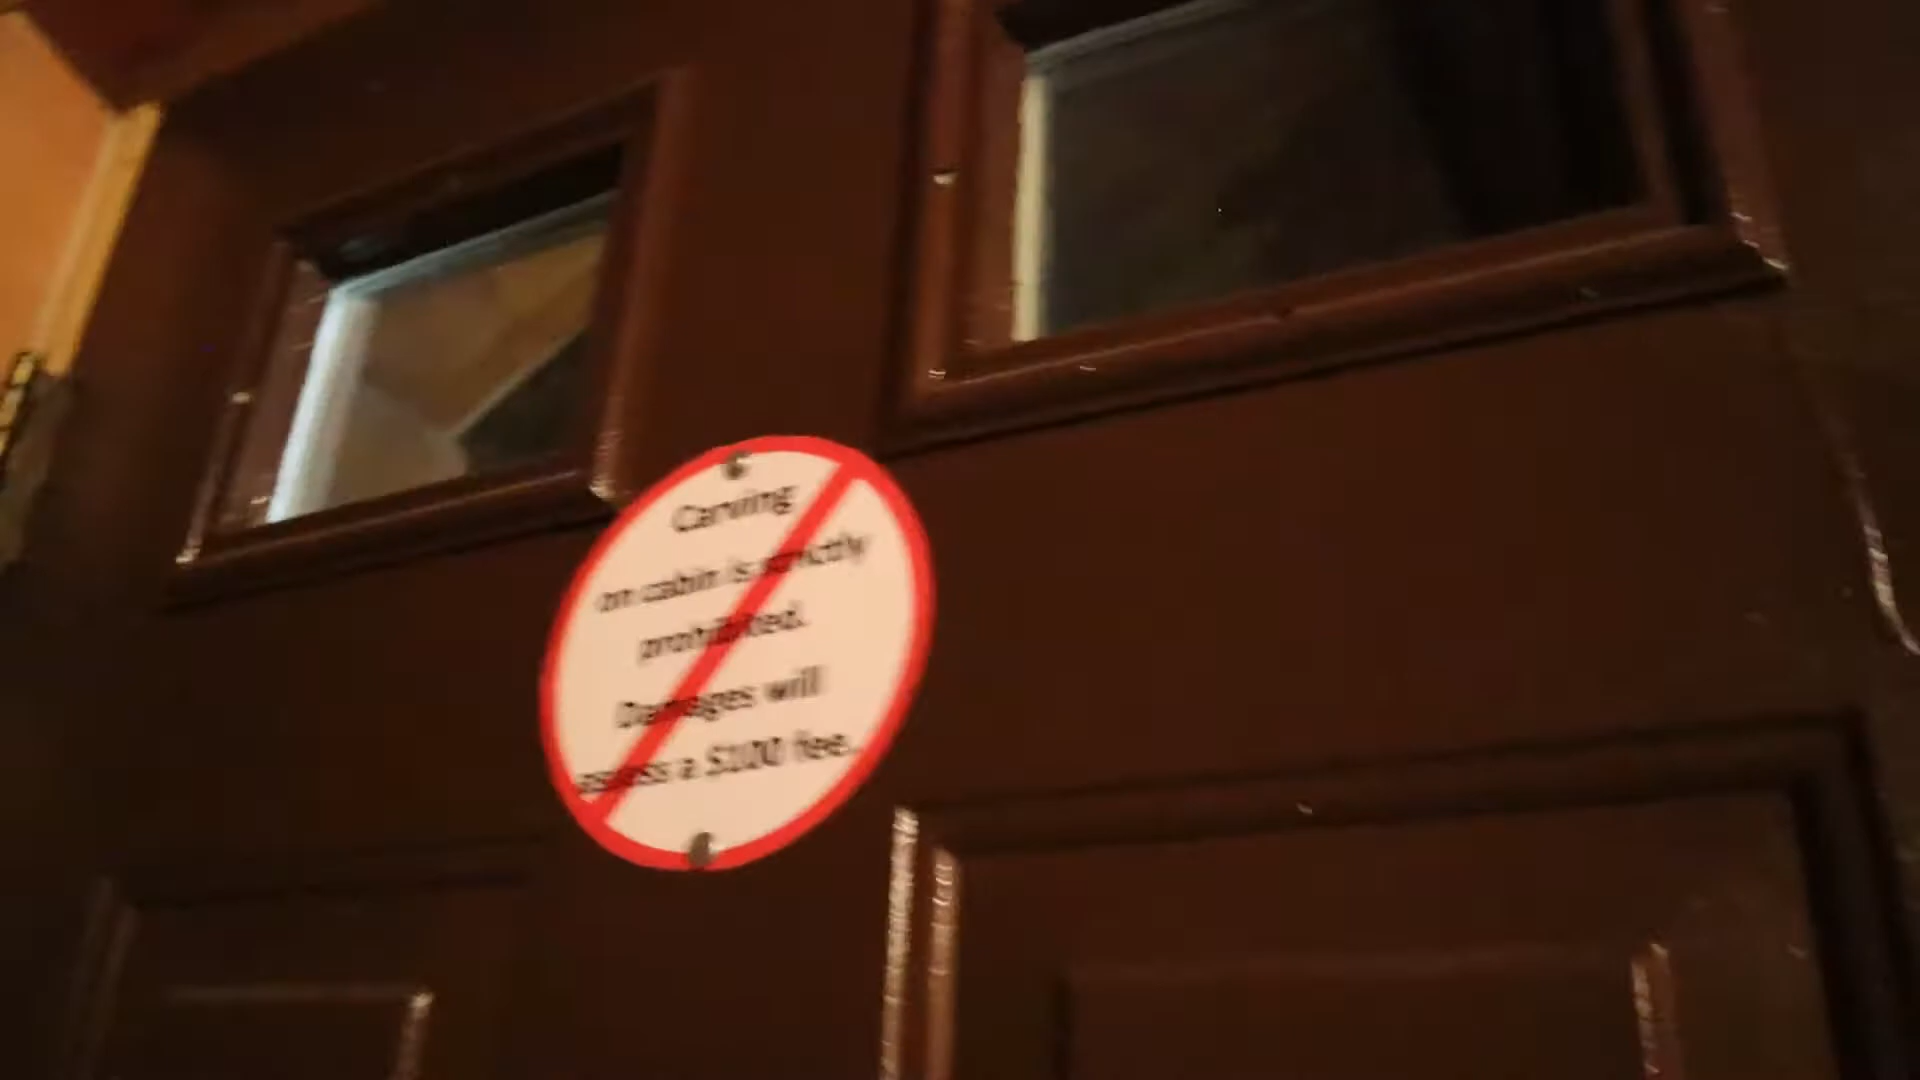 Carving
on cabin is strictly
prohibited.
Damages will
assess a $100 fee.